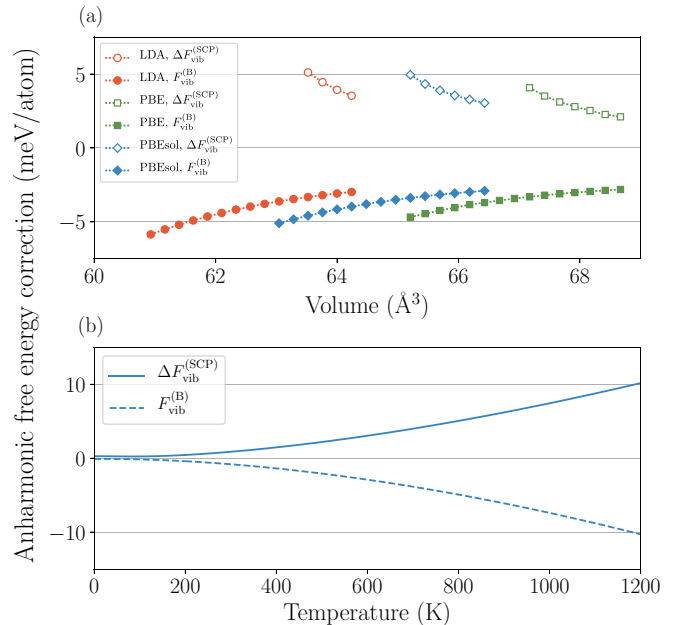 (a)
LDA, ΔF_vib^(SCP)
LDA, F_vib^(B)
PBE, ΔF_vib^(SCP)
PBE, F_vib^(B)
PBEsol, ΔF_vib^(SCP)
PBEsol, F_vib^(B)
5
0
−5
60 62 64 66 68
Volume (Å³)
Anharmonic free energy correction (meV/atom)
(b)
ΔF_vib^(SCP)
F_vib^(B)
10
0
−10
0 200 400 600 800 1000 1200
Temperature (K)